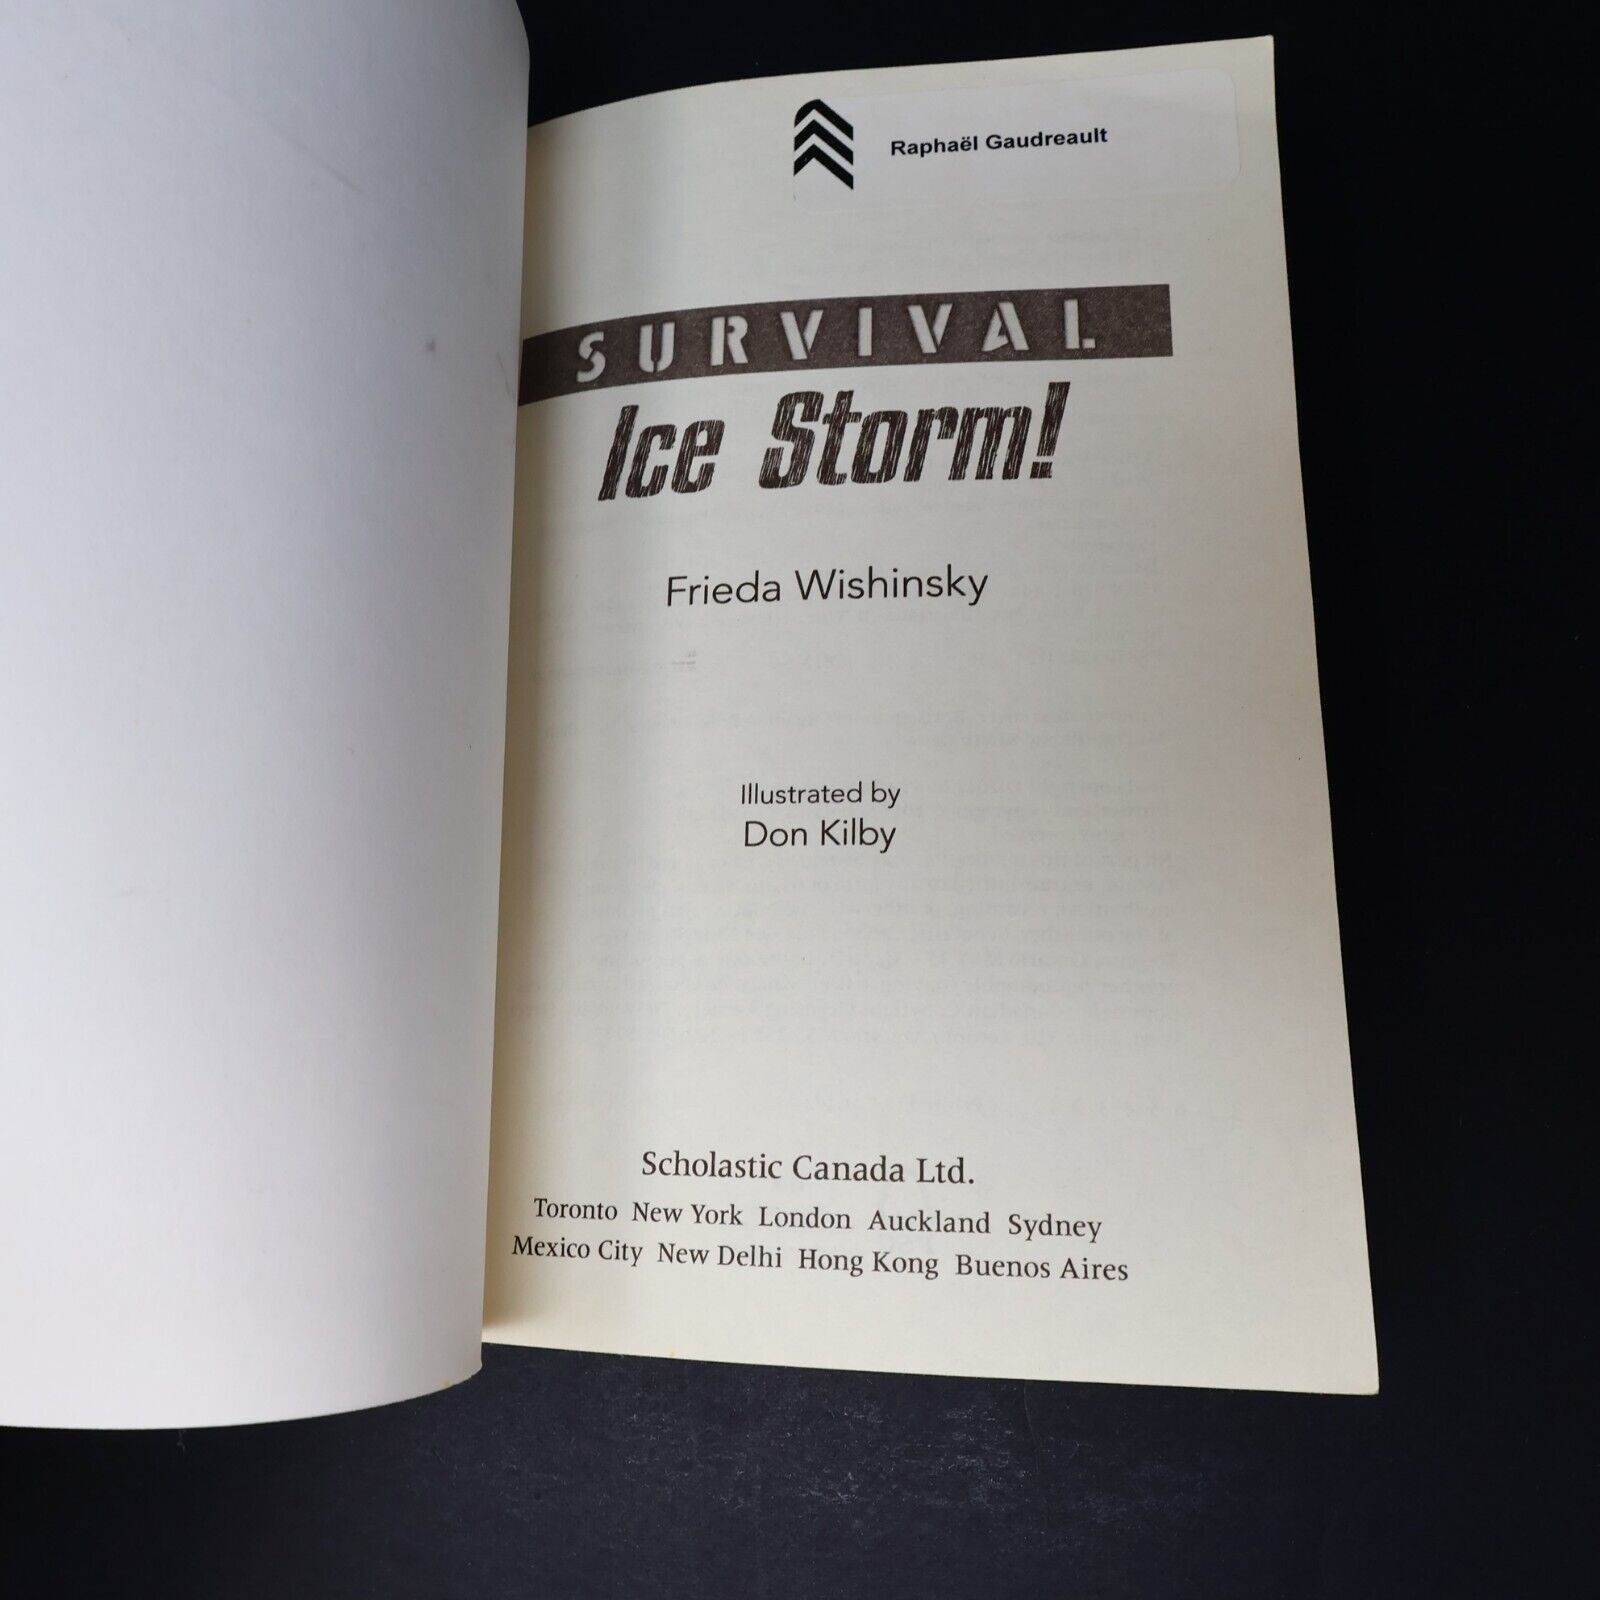 Raphaël Gaudreault
SURVIVAL
Ice Storm!
Frieda Wishinsky
Illustrated by
Don Kilby
Scholastic Canada Ltd.
Toronto New York London Auckland Sydney
Mexico City New Delhi Hong Kong Buenos Aires